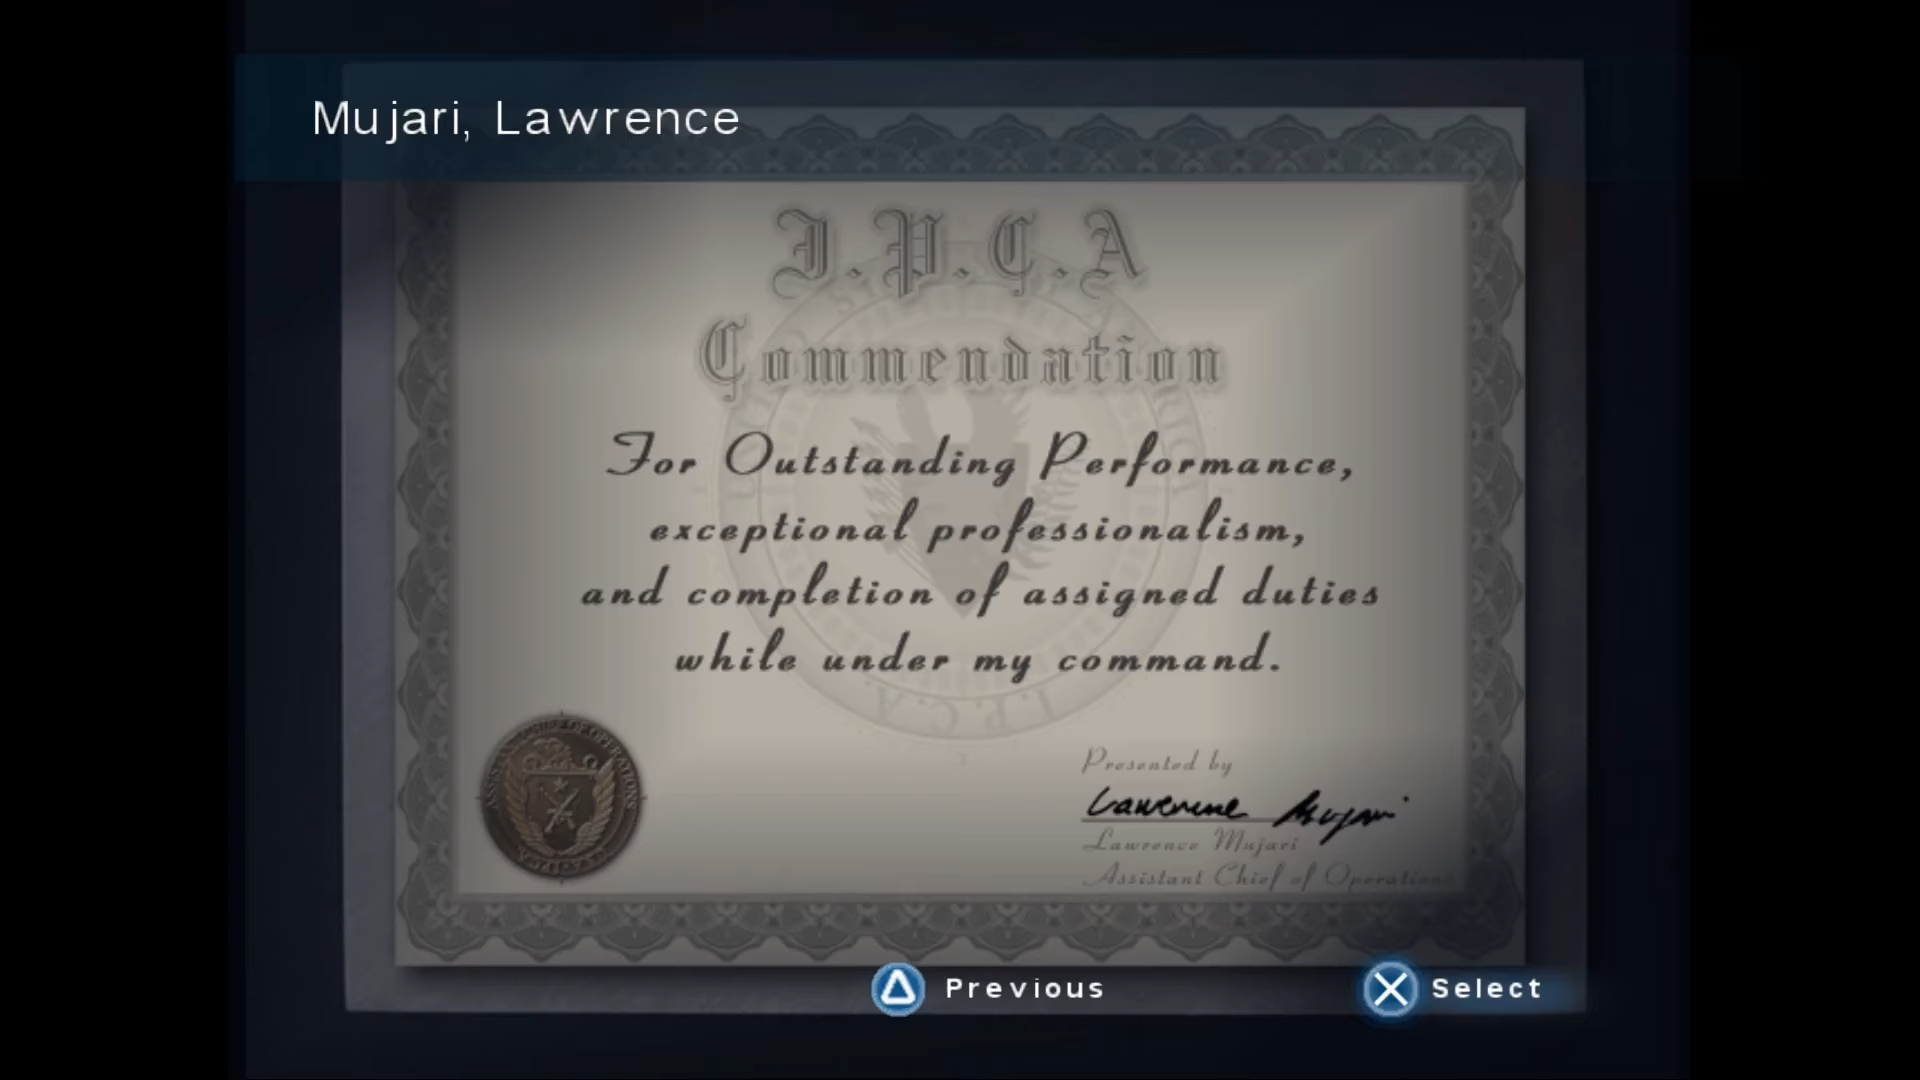 Mujari, Lawrence
I.P.C.A
Commendation
For Outstanding Performance,
exceptional professionalism,
and completion of assigned duties
while under my command.
I.P.C.A.
Presented by
Lawrence Mujari
Lawrence Mujari
Assistant Chief of Operations
Previous
Select